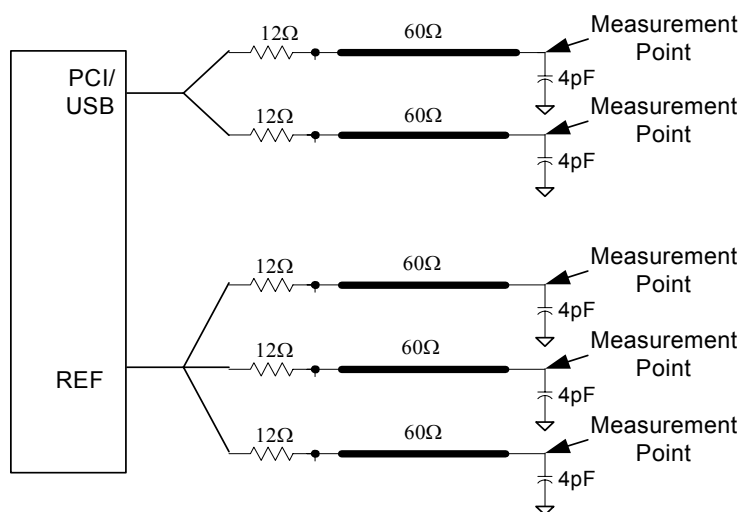 12Ω
60Ω
Measurement
Point
PCI/
USB
4pF
12Ω
60Ω
Measurement
Point
4pF
12Ω
60Ω
Measurement
Point
4pF
REF
12Ω
60Ω
Measurement
Point
4pF
12Ω
60Ω
Measurement
Point
4pF